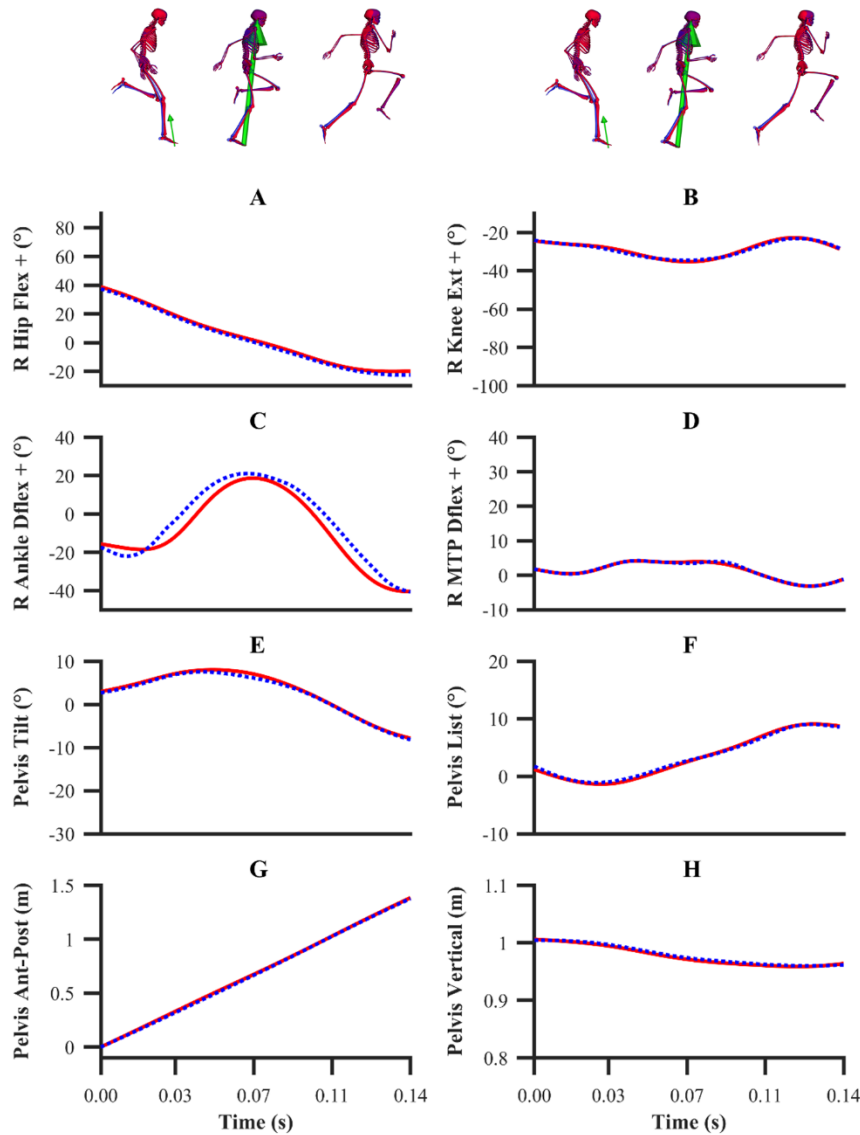 A
B
R Hip Flex + (°)
80
60
40
20
0
-20
R Knee Ext + (°)
-20
-40
-60
-80
-100
C
D
R Ankle Dflex + (°)
40
20
0
-20
-40
R MTP Dflex + (°)
40
30
20
10
0
-10
E
F
Pelvis Tilt (°)
10
0
-10
-20
-30
Pelvis List (°)
20
10
0
-10
G
H
Pelvis Ant-Post (m)
1.5
1
0.5
0
Pelvis Vertical (m)
1.1
1
0.9
0.8
0.00 0.03 0.07 0.11 0.14
0.00 0.03 0.07 0.11 0.14
Time (s)
Time (s)